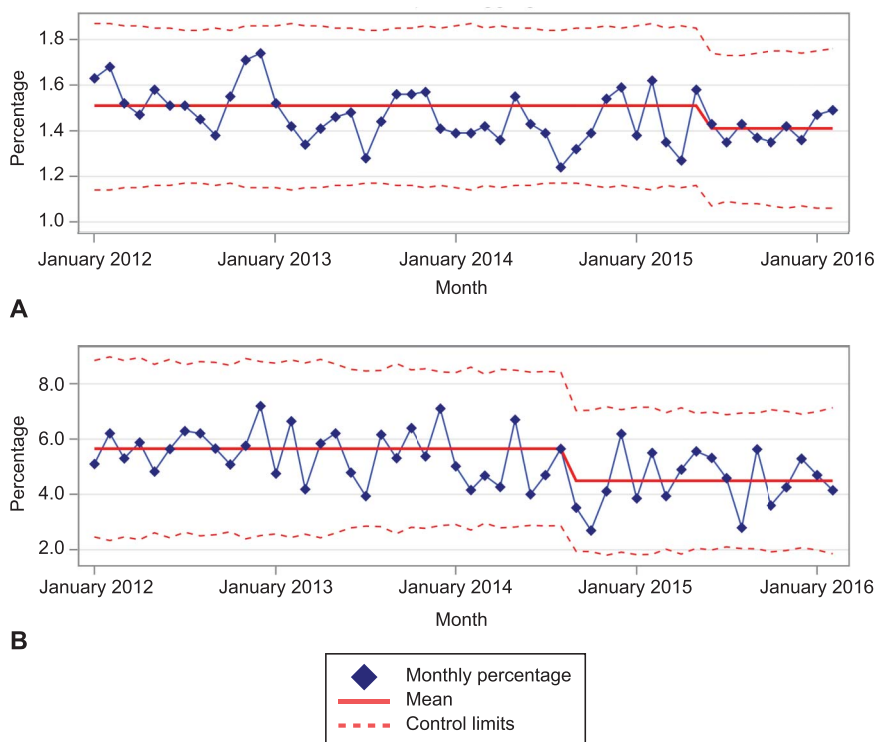 1.8
1.6
1.4
1.2
1.0
Percentage
January 2012 January 2013 January 2014 January 2015 January 2016
Month
A
8.0
6.0
4.0
2.0
Percentage
January 2012 January 2013 January 2014 January 2015 January 2016
Month
B
Monthly percentage
Mean
Control limits